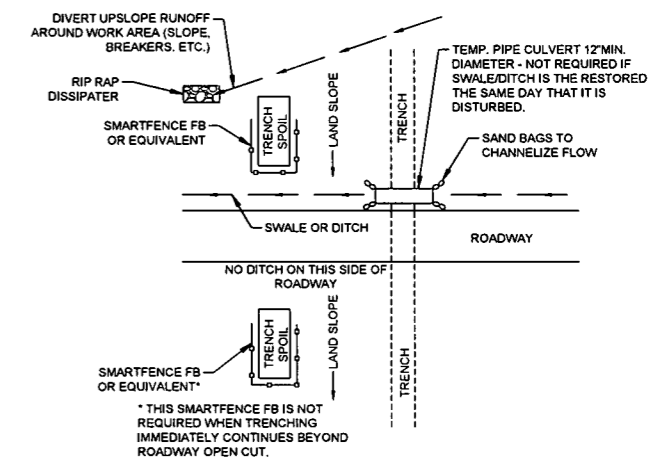 DIVERT UPSLOPE RUNOFF
AROUND WORK AREA (SLOPE,
BREAKERS. ETC.)
RIP RAP
DISSIPATER
SMARTFENCE FB
OR EQUIVALENT
TRENCH
SPOIL
LAND SLOPE
TRENCH
TEMP. PIPE CULVERT 12"MIN.
DIAMETER - NOT REQUIRED IF
SWALE/DITCH IS THE RESTORED
THE SAME DAY THAT IT IS
DISTURBED.
SAND BAGS TO
CHANNELIZE FLOW
SWALE OR DITCH
ROADWAY
NO DITCH ON THIS SIDE OF
ROADWAY
TRENCH
SPOIL
LAND SLOPE
TRENCH
SMARTFENCE FB
OR EQUIVALENT*
* THIS SMARTFENCE FB IS NOT
REQUIRED WHEN TRENCHING
IMMEDIATELY CONTINUES BEYOND
ROADWAY OPEN CUT.